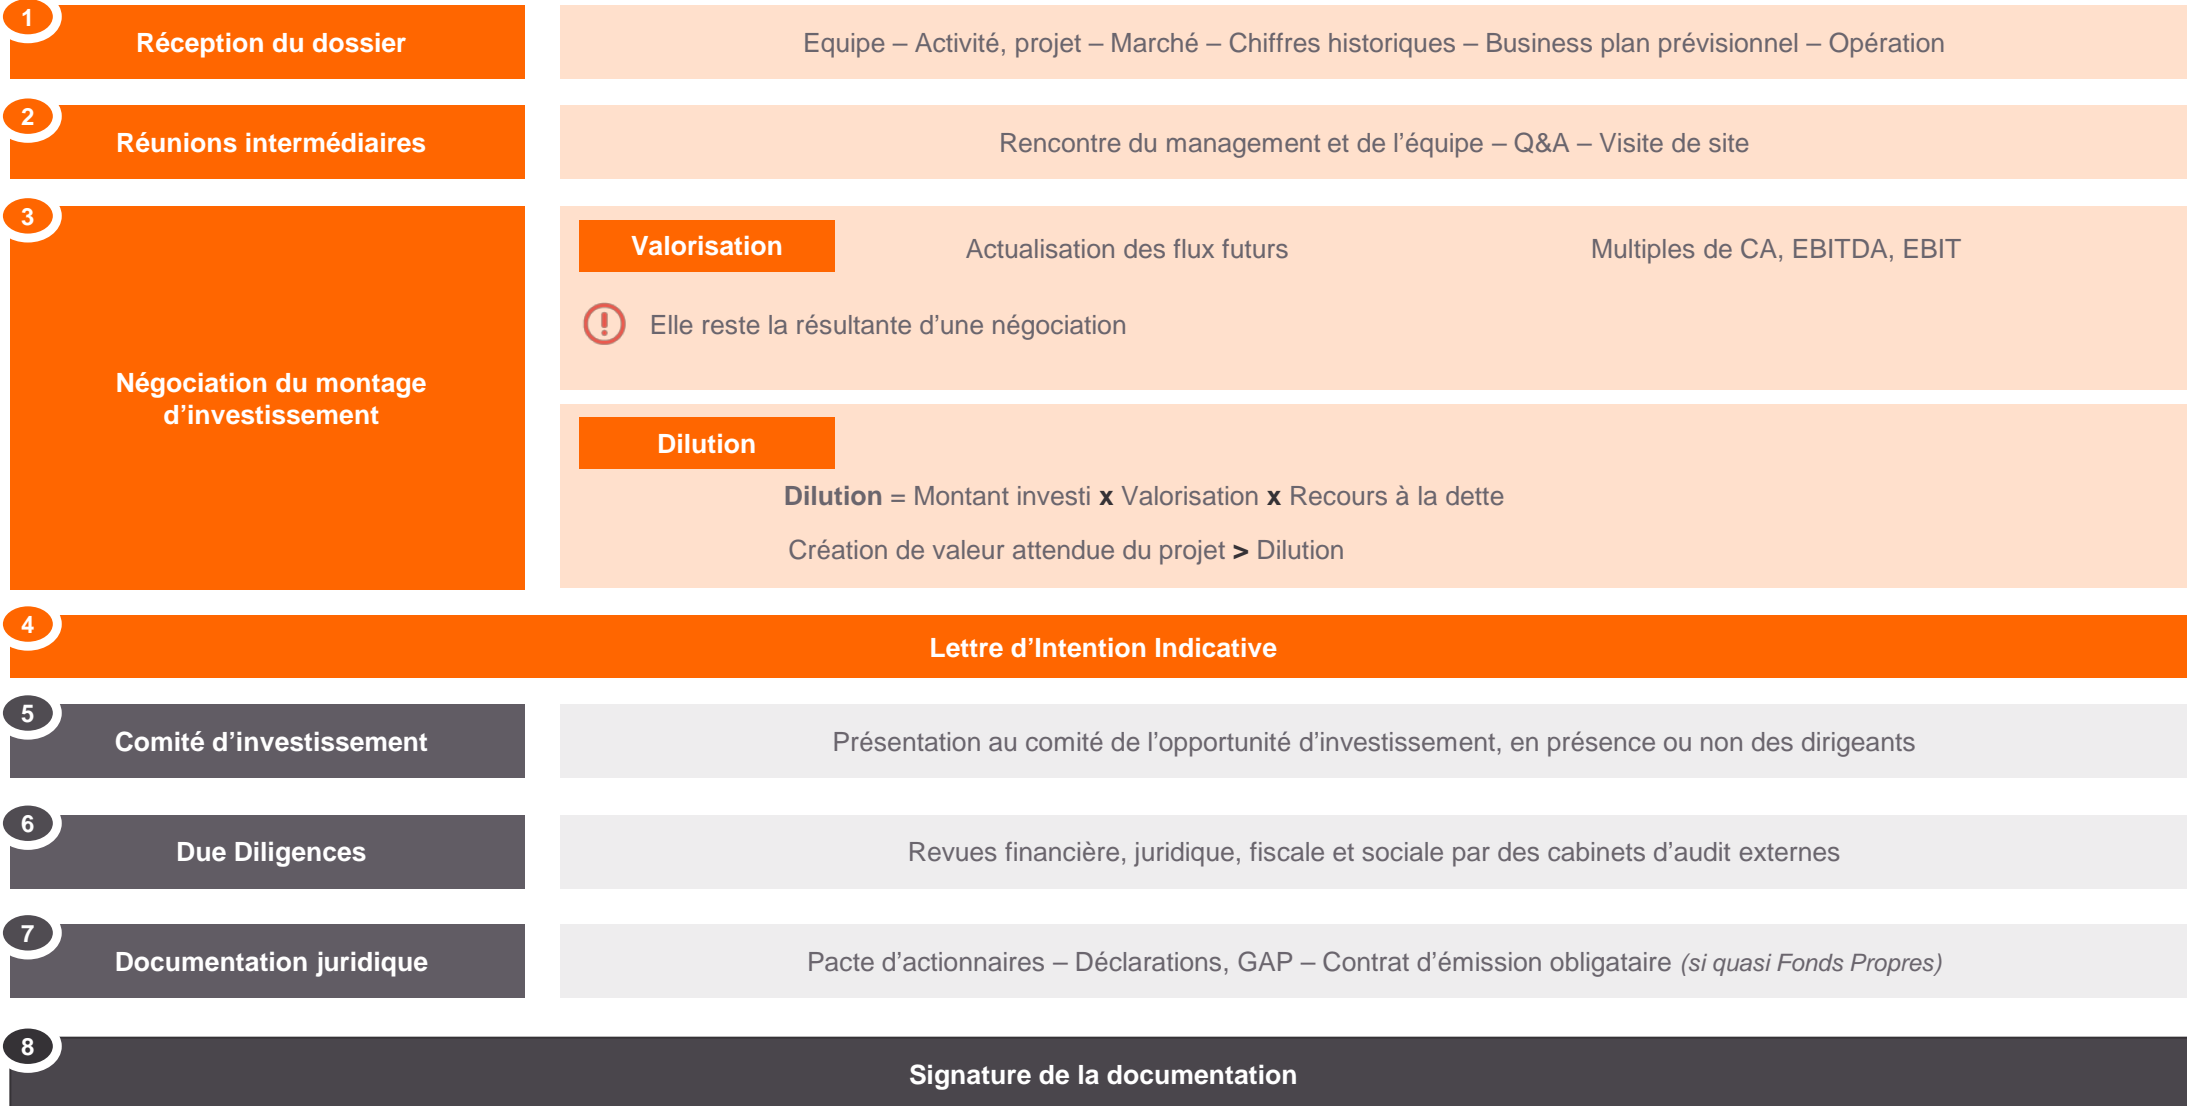 1
Réception du dossier
Equipe – Activité, projet – Marché – Chiffres historiques – Business plan prévisionnel – Opération
2
Réunions intermédiaires
Rencontre du management et de l’équipe – Q&A – Visite de site
3
Négociation du montage
d’investissement
Valorisation
Actualisation des flux futurs
Multiples de CA, EBITDA, EBIT
Elle reste la résultante d’une négociation
Dilution
Dilution = Montant investi x Valorisation x Recours à la dette
Création de valeur attendue du projet > Dilution
4
Lettre d’Intention Indicative
5
Comité d’investissement
Présentation au comité de l’opportunité d’investissement, en présence ou non des dirigeants
6
Due Diligences
Revues financière, juridique, fiscale et sociale par des cabinets d’audit externes
7
Documentation juridique
Pacte d’actionnaires – Déclarations, GAP – Contrat d’émission obligataire (si quasi Fonds Propres)
8
Signature de la documentation